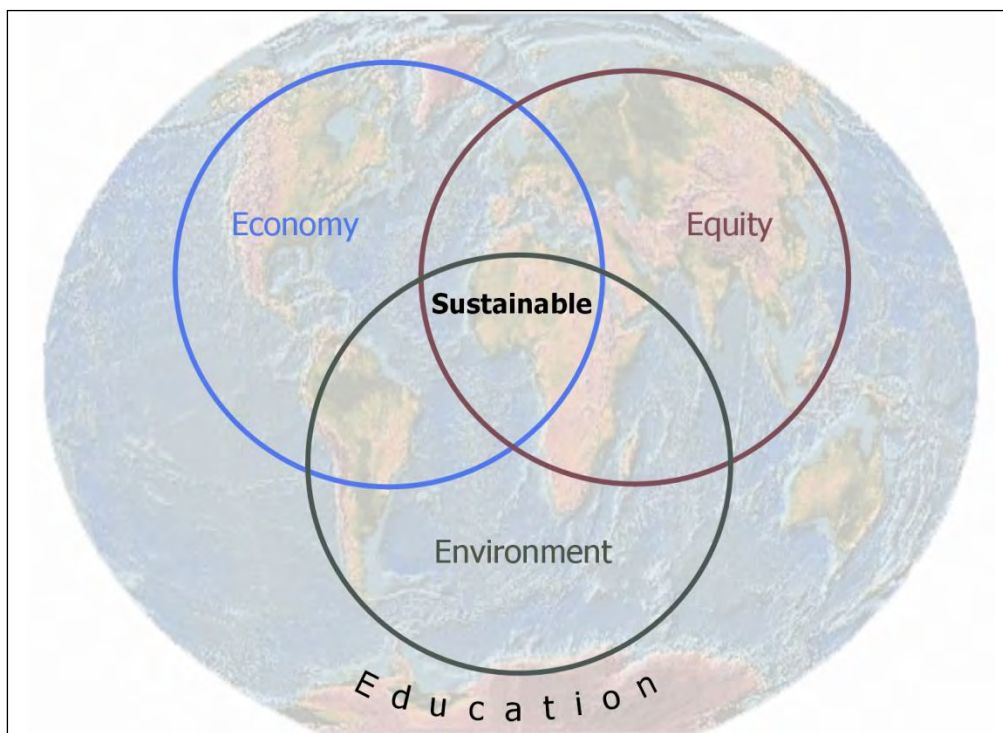 Economy
Equity
Sustainable
Environment
Education